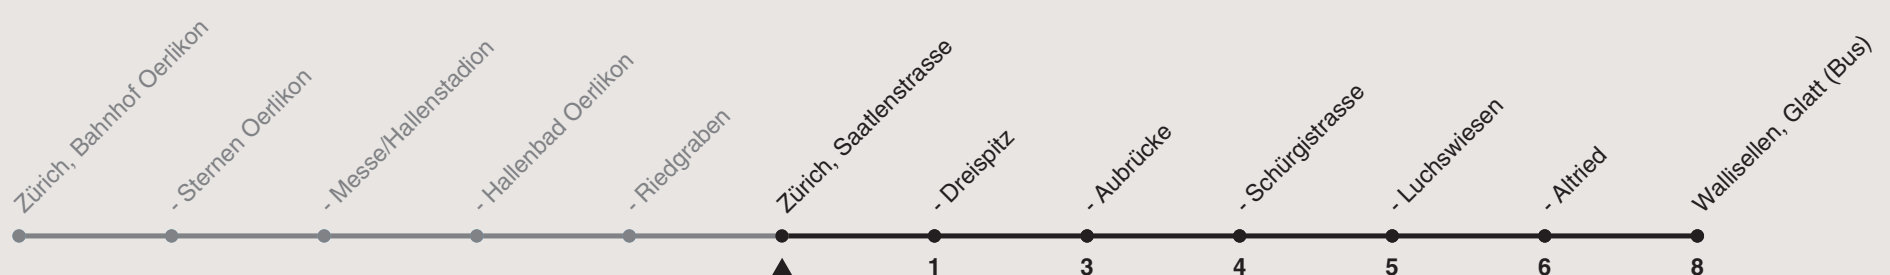 Zürich, Bahnhof Oerlikon
- Sternen Oerlikon
- Messe/Hallenstadion
- Hallenbad Oerlikon
- Riedgraben
Zürich, Saatlenstrasse
- Dreispitz
- Aubrücke
- Schürgistrasse
- Luchswiesen
- Altried
Wallisellen, Glatt (Bus)
1 3 4 5 6 8